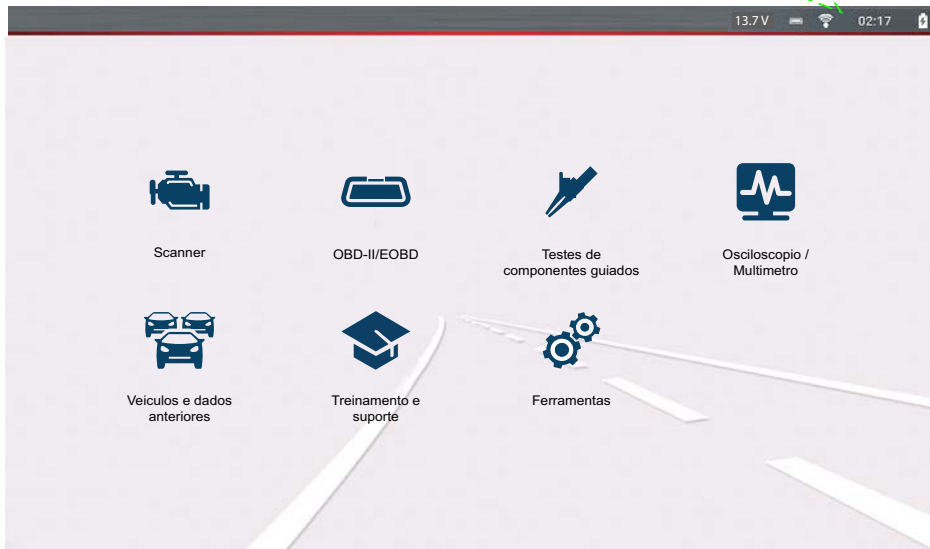 13.7 V 02:17
Scanner
OBD-II/EOBD
Testes de
componentes guiados
Osciloscopio /
Multimetro
Veiculos e dados
anteriores
Treinamento e
suporte
Ferramentas